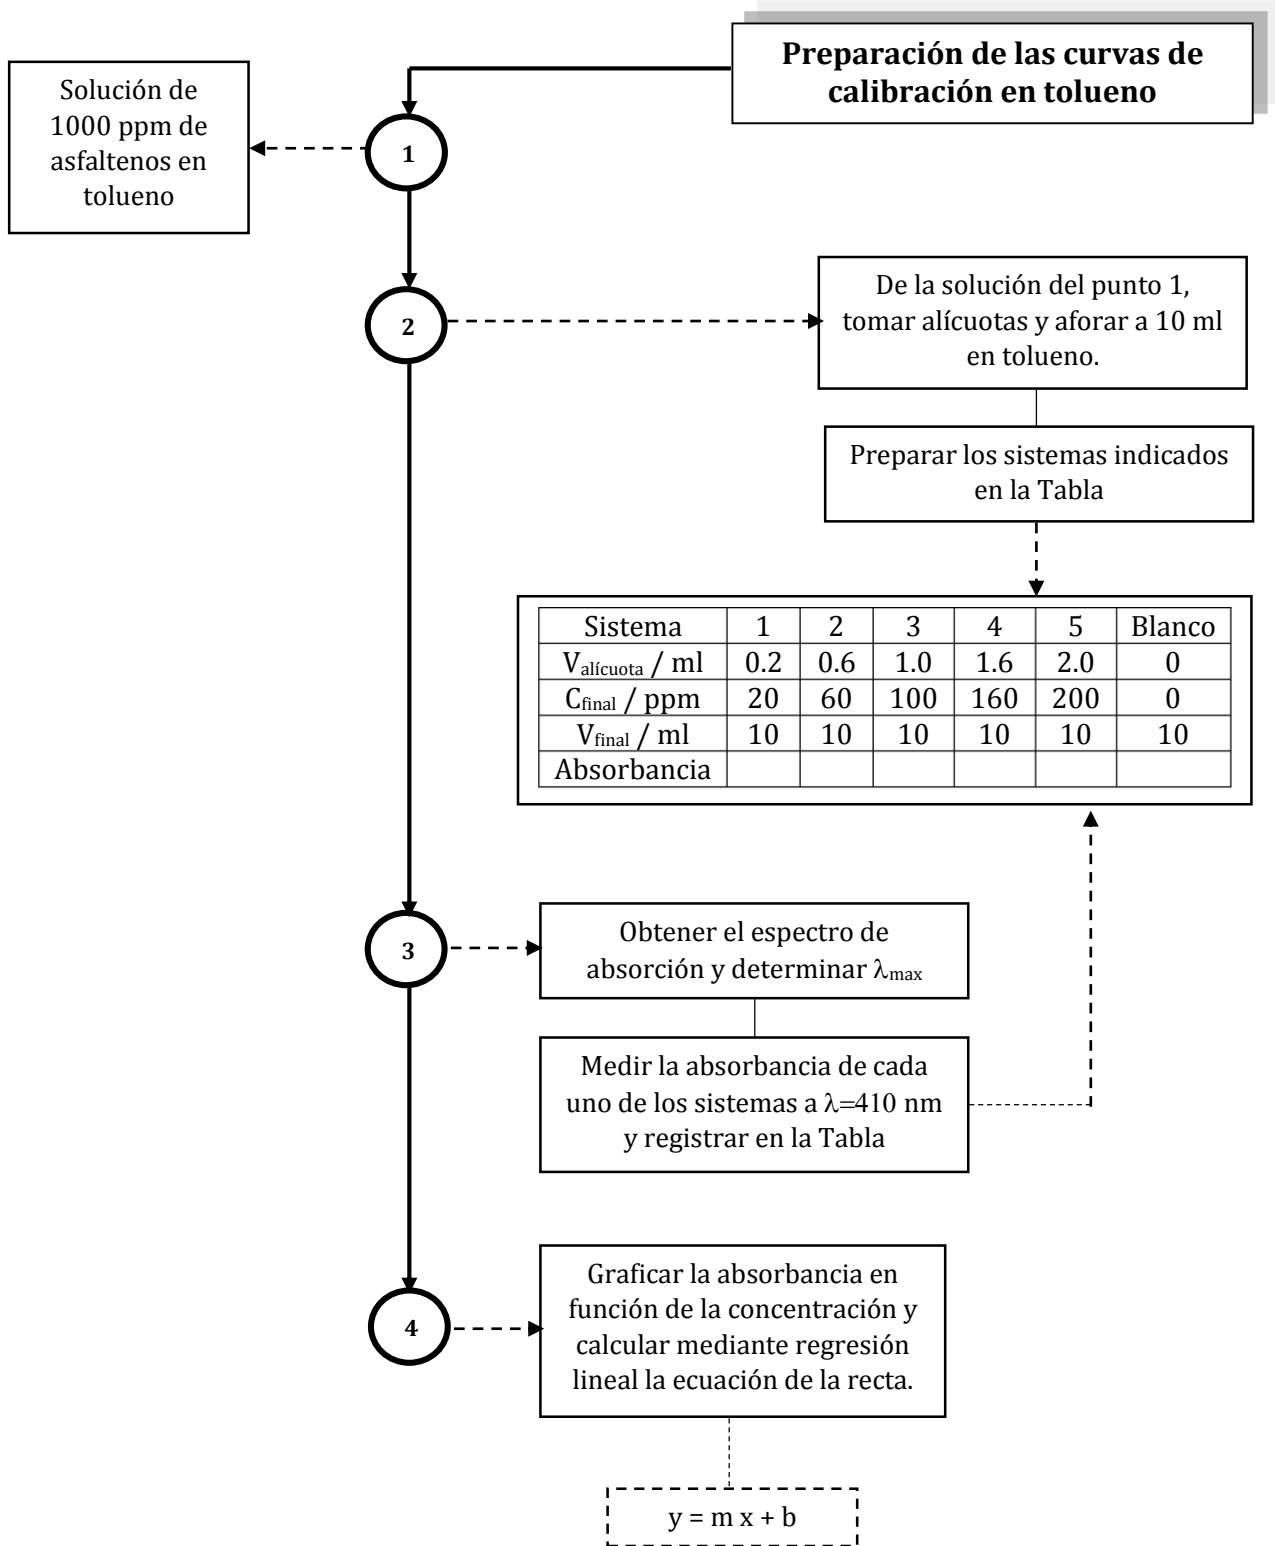 Preparación de las curvas de
calibración en tolueno
Solución de
1000 ppm de
asfaltenos en
tolueno
1
2
De la solución del punto 1,
tomar alícuotas y aforar a 10 ml
en tolueno.
Preparar los sistemas indicados
en la Tabla
Sistema 1 2 3 4 5 Blanco
Valícuota / ml 0.2 0.6 1.0 1.6 2.0 0
Cfinal / ppm 20 60 100 160 200 0
Vfinal / ml 10 10 10 10 10 10
Absorbancia
3
Obtener el espectro de
absorción y determinar λmax
Medir la absorbancia de cada
uno de los sistemas a λ=410 nm
y registrar en la Tabla
4
Graficar la absorbancia en
función de la concentración y
calcular mediante regresión
lineal la ecuación de la recta.
y = m x + b